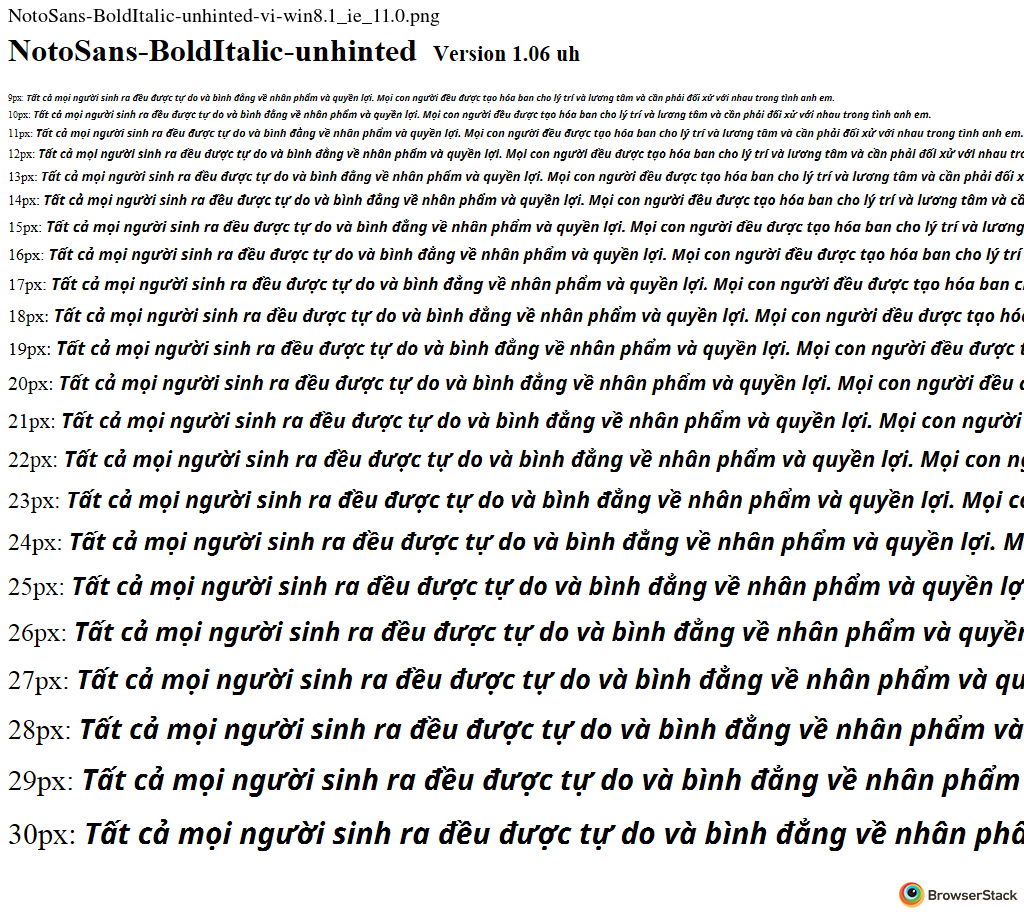 NotoSans-BoldItalic-unhinted-vi-win8.1_ie_11.0.png
NotoSans-BoldItalic-unhinted Version 1.06 uh
9px: Tất cả mọi người sinh ra đều được tự do và bình đẳng về nhân phẩm và quyền lợi. Mọi con người đều được tạo hóa ban cho lý trí và lương tâm và cần phải đối xử với nhau trong tình anh em.
10px: Tất cả mọi người sinh ra đều được tự do và bình đẳng về nhân phẩm và quyền lợi. Mọi con người đều được tạo hóa ban cho lý trí và lương tâm và cần phải đối xử với nhau trong tình anh em.
11px: Tất cả mọi người sinh ra đều được tự do và bình đẳng về nhân phẩm và quyền lợi. Mọi con người đều được tạo hóa ban cho lý trí và lương tâm và cần phải đối xử với nhau trong tình anh em.
12px: Tất cả mọi người sinh ra đều được tự do và bình đẳng về nhân phẩm và quyền lợi. Mọi con người đều được tạo hóa ban cho lý trí và lương tâm và cần phải đối xử với nhau tro
13px: Tất cả mọi người sinh ra đều được tự do và bình đẳng về nhân phẩm và quyền lợi. Mọi con người đều được tạo hóa ban cho lý trí và lương tâm và cần phải đối x
14px: Tất cả mọi người sinh ra đều được tự do và bình đẳng về nhân phẩm và quyền lợi. Mọi con người đều được tạo hóa ban cho lý trí và lương tâm và cầ
15px: Tất cả mọi người sinh ra đều được tự do và bình đẳng về nhân phẩm và quyền lợi. Mọi con người đều được tạo hóa ban cho lý trí và lương
16px: Tất cả mọi người sinh ra đều được tự do và bình đẳng về nhân phẩm và quyền lợi. Mọi con người đều được tạo hóa ban cho lý trí
17px: Tất cả mọi người sinh ra đều được tự do và bình đẳng về nhân phẩm và quyền lợi. Mọi con người đều được tạo hóa ban c
18px: Tất cả mọi người sinh ra đều được tự do và bình đẳng về nhân phẩm và quyền lợi. Mọi con người đều được tạo hó
19px: Tất cả mọi người sinh ra đều được tự do và bình đẳng về nhân phẩm và quyền lợi. Mọi con người đều được t
20px: Tất cả mọi người sinh ra đều được tự do và bình đẳng về nhân phẩm và quyền lợi. Mọi con người đều đ
21px: Tất cả mọi người sinh ra đều được tự do và bình đẳng về nhân phẩm và quyền lợi. Mọi con người
22px: Tất cả mọi người sinh ra đều được tự do và bình đẳng về nhân phẩm và quyền lợi. Mọi con ng
23px: Tất cả mọi người sinh ra đều được tự do và bình đẳng về nhân phẩm và quyền lợi. Mọi co
24px: Tất cả mọi người sinh ra đều được tự do và bình đẳng về nhân phẩm và quyền lợi. M
25px: Tất cả mọi người sinh ra đều được tự do và bình đẳng về nhân phẩm và quyền lợ
26px: Tất cả mọi người sinh ra đều được tự do và bình đẳng về nhân phẩm và quyền
27px: Tất cả mọi người sinh ra đều được tự do và bình đẳng về nhân phẩm và qu
28px: Tất cả mọi người sinh ra đều được tự do và bình đẳng về nhân phẩm và
29px: Tất cả mọi người sinh ra đều được tự do và bình đẳng về nhân phẩm
30px: Tất cả mọi người sinh ra đều được tự do và bình đẳng về nhân phẩ
BrowserStack